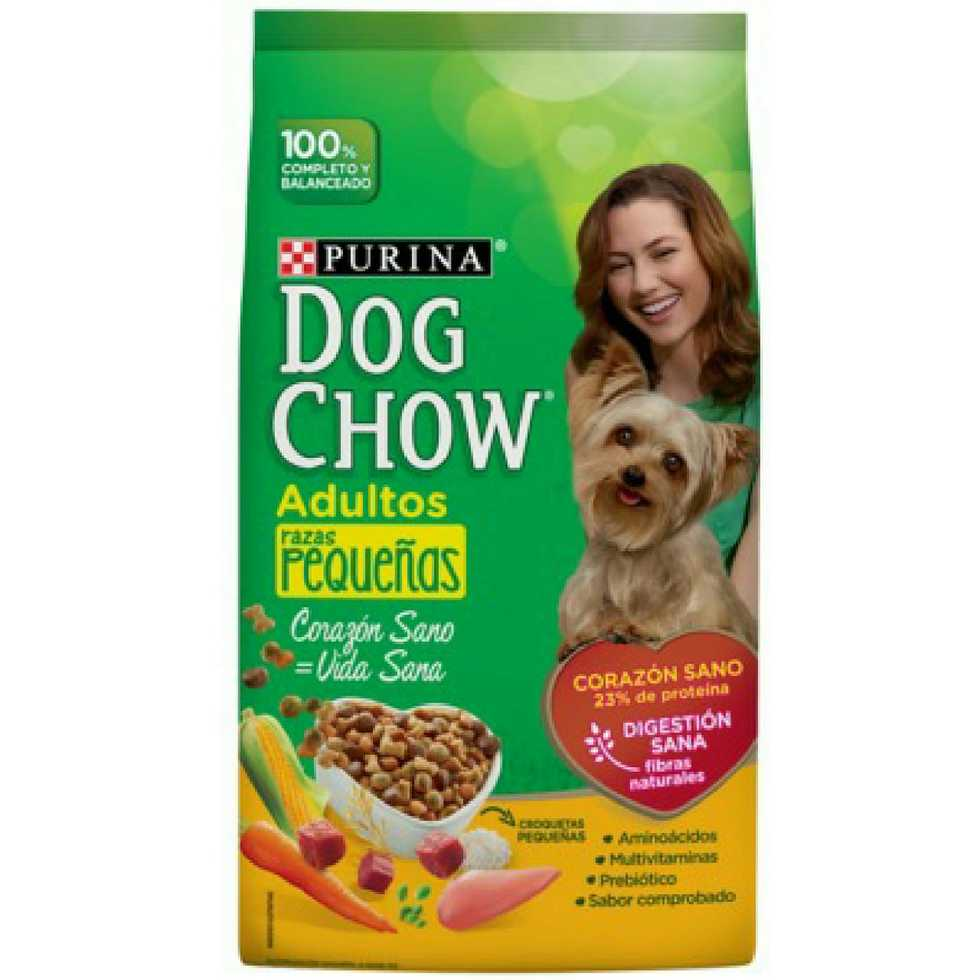 100%
COMPLETO Y
BALANCEADO
PURINA®
DOG
CHOW®
Adultos
razas
Pequeñas
Corazón Sano
=Vida Sana
CORAZÓN SANO
23% de proteína
DIGESTIÓN
SANA
fibras
naturales
CROQUETAS
PEQUEÑAS
• Aminoácidos
• Multivitaminas
• Prebiótico
• Sabor comprobado